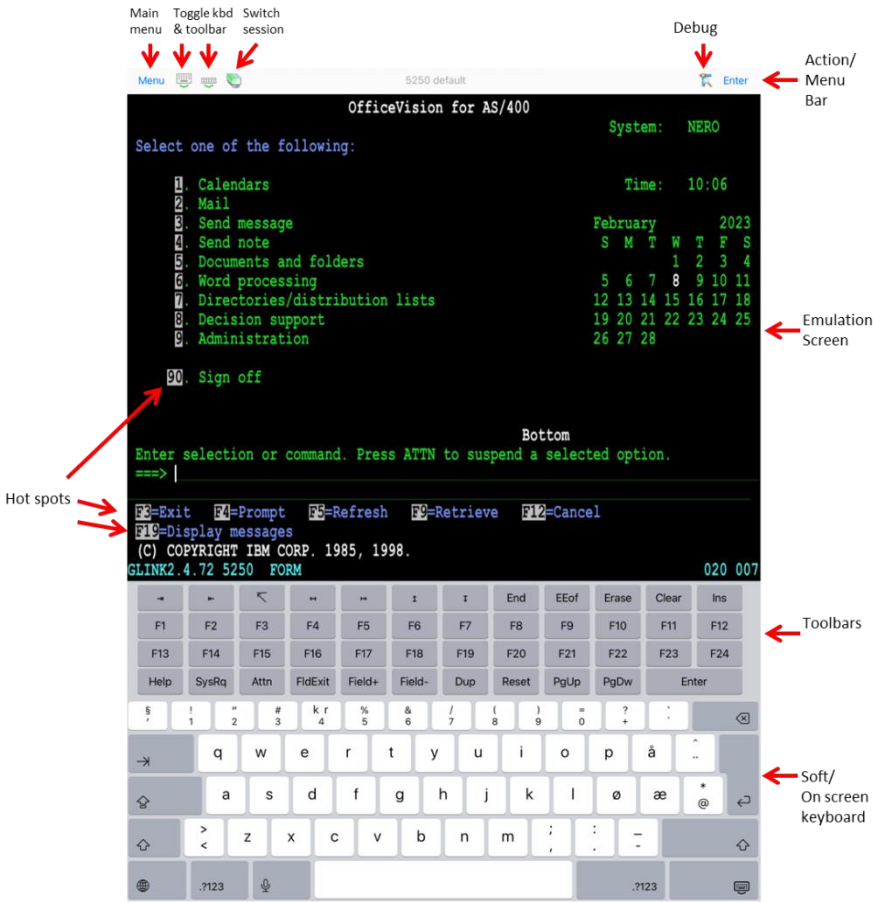 Main menu
Toggle kbd & toolbar
Switch session
Debug
Action/ Menu Bar
Menu
5250 default
Enter
OfficeVision for AS/400
System: NERO
Select one of the following:
1. Calendars Time: 10:06
2. Mail
3. Send message February 2023
4. Send note S M T W T F S
5. Documents and folders 1 2 3 4
6. Word processing 5 6 7 8 9 10 11
7. Directories/distribution lists 12 13 14 15 16 17 18
8. Decision support 19 20 21 22 23 24 25
9. Administration 26 27 28
90. Sign off
Emulation Screen
Bottom
Enter selection or command. Press ATTN to suspend a selected option.
===>
Hot spots
F3=Exit F4=Prompt F5=Refresh F9=Retrieve F12=Cancel
F19=Display messages
(C) COPYRIGHT IBM CORP. 1985, 1998.
GLINK2.4.72 5250 FORM 020 007
End EEof Erase Clear Ins
F1 F2 F3 F4 F5 F6 F7 F8 F9 F10 F11 F12
Toolbars
F13 F14 F15 F16 F17 F18 F19 F20 F21 F22 F23 F24
Help SysRq Attn FldExit Field+ Field- Dup Reset PgUp PgDw Enter
§ ! " # k r % & / ( ) = ? `
' 1 2 3 4 5 6 7 8 9 0 + ´
q w e r t y u i o p å ^ ¨
a s d f g h j k l ø æ * @
Soft/ On screen keyboard
> < z x c v b n m ; , : . _ -
.?123 .?123